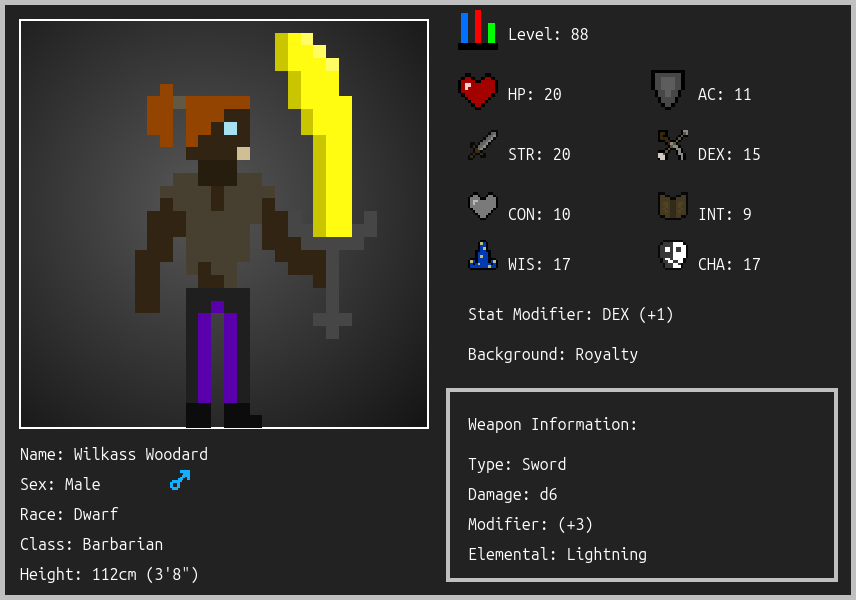 Level: 88
HP: 20
AC: 11
STR: 20
DEX: 15
CON: 10
INT: 9
WIS: 17
CHA: 17
Stat Modifier: DEX (+1)
Background: Royalty
Weapon Information:
Type: Sword
Damage: d6
Modifier: (+3)
Elemental: Lightning
Name: Wilkass Woodard
Sex: Male
Race: Dwarf
Class: Barbarian
Height: 112cm (3'8")